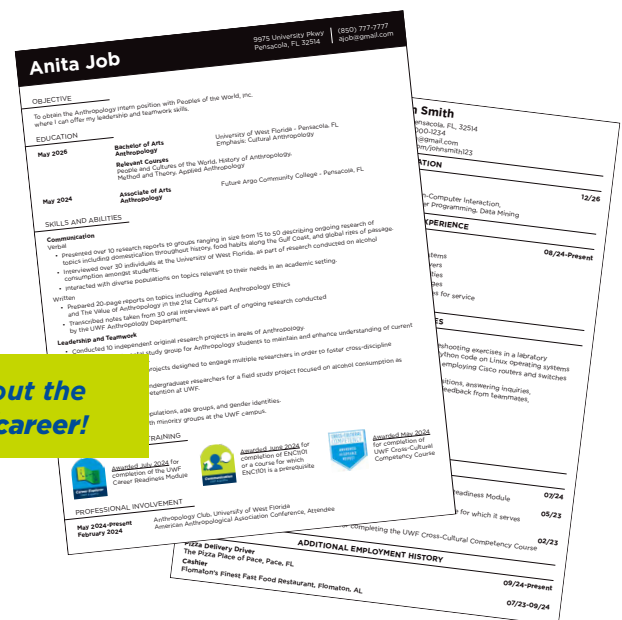 Anita Job
9975 University Pkwy
Pensacola, FL 32514
(850) 777-7777
ajob@gmail.com
OBJECTIVE
To obtain the Anthropology Intern position with Peoples of the World, Inc.
where I can offer my leadership and teamwork skills.
EDUCATION
May 2026
Bachelor of Arts
Anthropology
University of West Florida - Pensacola, FL
Emphasis: Cultural Anthropology
Relevant Courses
People and Cultures of the World, History of Anthropology,
Method and Theory, Applied Anthropology
May 2024
Associate of Arts
Anthropology
Future Argo Community College - Pensacola, FL
SKILLS AND ABILITIES
Communication
Verbal
• Presented over 10 research reports to groups ranging in size from 15 to 50 describing ongoing research of
topics including domestication throughout history, food habits along the Gulf Coast, and global rites of passage.
• Interviewed over 30 individuals at the University of West Florida, as part of research conducted on alcohol
consumption amongst students.
• Interacted with diverse populations on topics relevant to their needs in an academic setting.
Written
• Prepared 20-page reports on topics including Applied Anthropology Ethics
and The Value of Anthropology in the 21st Century.
• Transcribed notes taken from 30 oral interviews as part of ongoing research conducted
by the UWF Anthropology Department.
Leadership and Teamwork
• Conducted 10 independent original research projects in areas of Anthropology.
study group for Anthropology students to maintain and enhance understanding of current
projects designed to engage multiple researchers in order to foster cross-discipline
undergraduate researchers for a field study project focused on alcohol consumption as
retention at UWF.
populations, age groups, and gender identities.
with minority groups at the UWF campus.
out the
career!
TRAINING
Awarded July 2024 for
completion of the UWF
Career Readiness Module
Awarded June 2024 for
completion of ENC1101
or a course for which
ENC1101 is a prerequisite
Awarded May 2024
for completion of
UWF Cross-Cultural
Competency Course
PROFESSIONAL INVOLVEMENT
May 2024-Present
Anthropology Club, University of West Florida
February 2024
American Anthropological Association Conference, Attendee
Smith
Pensacola, FL, 32514
000-1234
@gmail.com
com/johnsmith123
12/26
n-Computer Interaction,
Programming, Data Mining
EXPERIENCE
08/24-Present
for service
shooting exercises in a labratory
ython code on Linux operating systems
employing Cisco routers and switches
answering inquiries,
feedback from teammates,
eadiness Module
07/24
for which it serves
05/23
completing the UWF Cross-Cultural Competency Course
02/23
ADDITIONAL EMPLOYMENT HISTORY
Pizza Delivery Driver
The Pizza Place of Pace, Pace, FL
09/24-Present
Cashier
Flomaton's Finest Fast Food Restaurant, Flomaton, AL
07/23-09/24